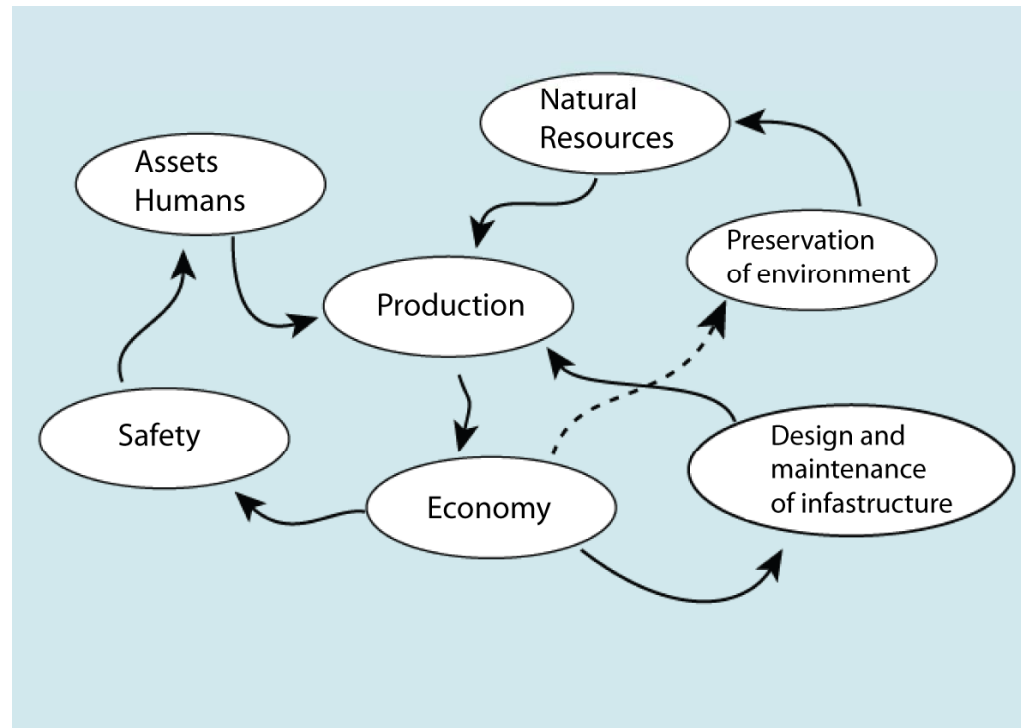 Natural
Resources
Assets
Humans
Preservation
of environment
Production
Safety
Design and
maintenance
of infastructure
Economy